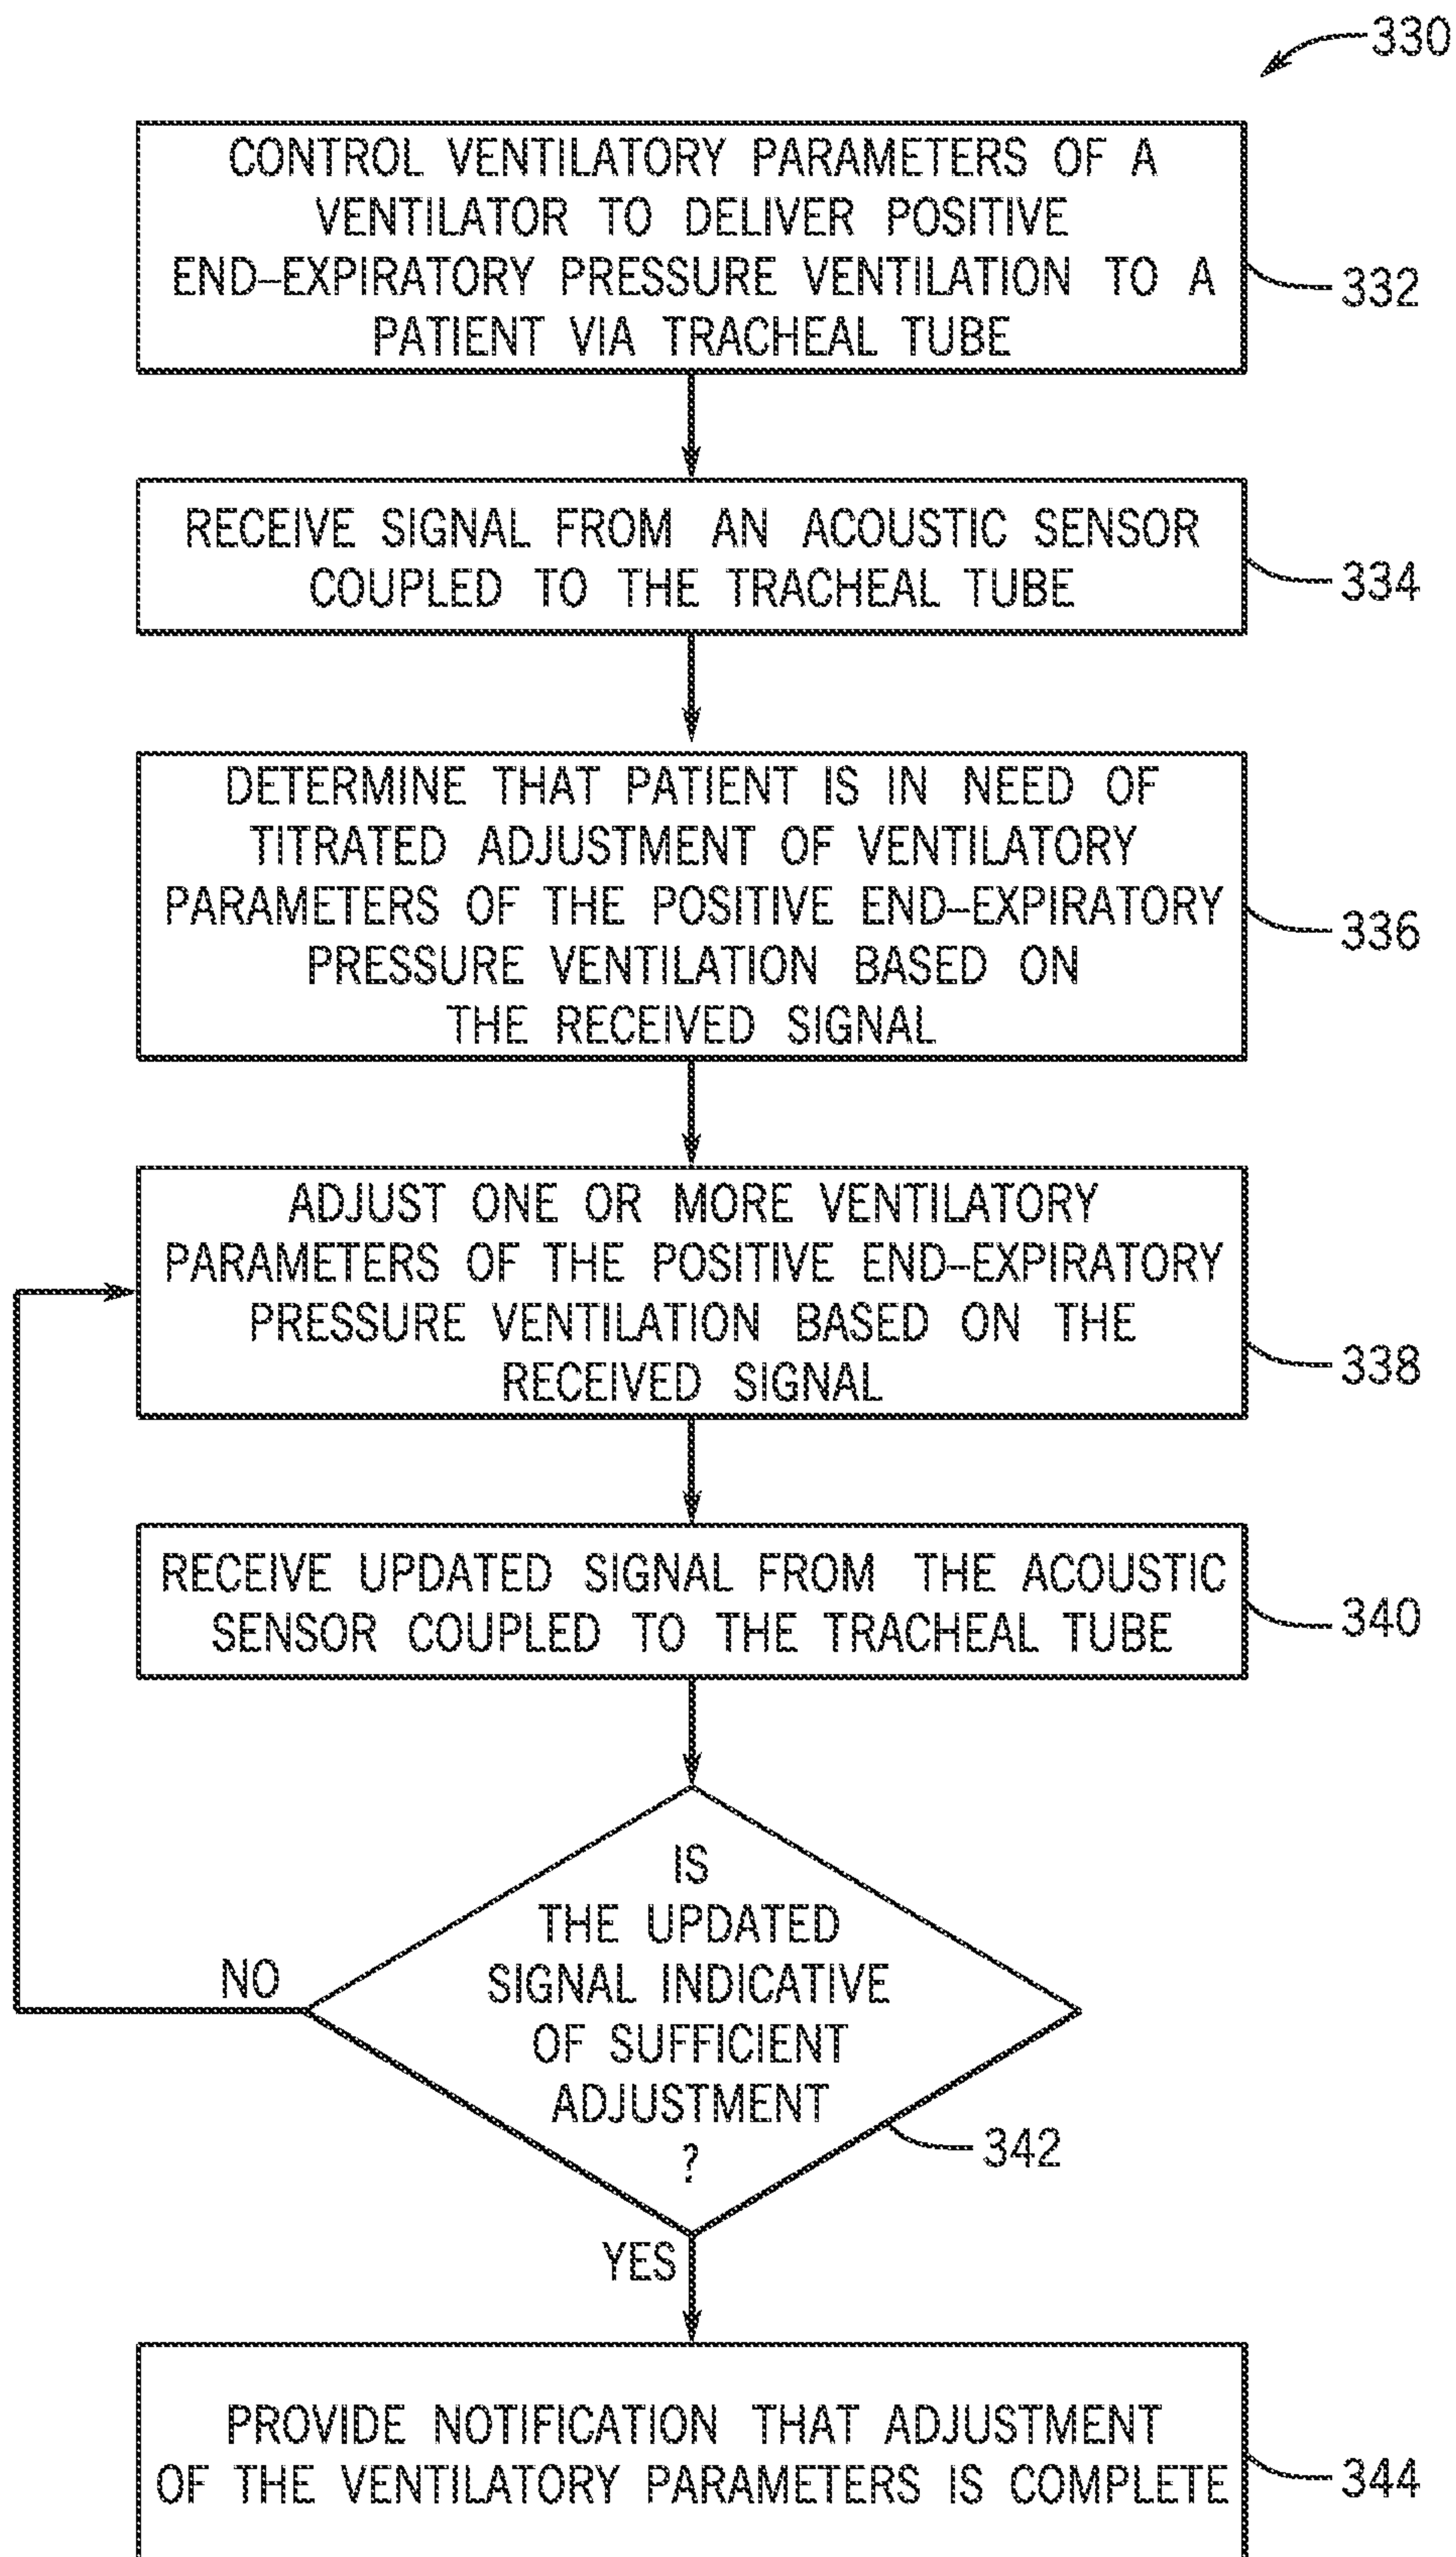 330
CONTROL VENTILATORY PARAMETERS OF A
VENTILATOR TO DELIVER POSITIVE
END–EXPIRATORY PRESSURE VENTILATION TO A
PATIENT VIA TRACHEAL TUBE
332
RECEIVE SIGNAL FROM AN ACOUSTIC SENSOR
COUPLED TO THE TRACHEAL TUBE
334
DETERMINE THAT PATIENT IS IN NEED OF
TITRATED ADJUSTMENT OF VENTILATORY
PARAMETERS OF THE POSITIVE END–EXPIRATORY
PRESSURE VENTILATION BASED ON
THE RECEIVED SIGNAL
336
ADJUST ONE OR MORE VENTILATORY
PARAMETERS OF THE POSITIVE END–EXPIRATORY
PRESSURE VENTILATION BASED ON THE
RECEIVED SIGNAL
338
RECEIVE UPDATED SIGNAL FROM THE ACOUSTIC
SENSOR COUPLED TO THE TRACHEAL TUBE
340
IS
THE UPDATED
SIGNAL INDICATIVE
OF SUFFICIENT
ADJUSTMENT
?
342
NO
YES
PROVIDE NOTIFICATION THAT ADJUSTMENT
OF THE VENTILATORY PARAMETERS IS COMPLETE
344